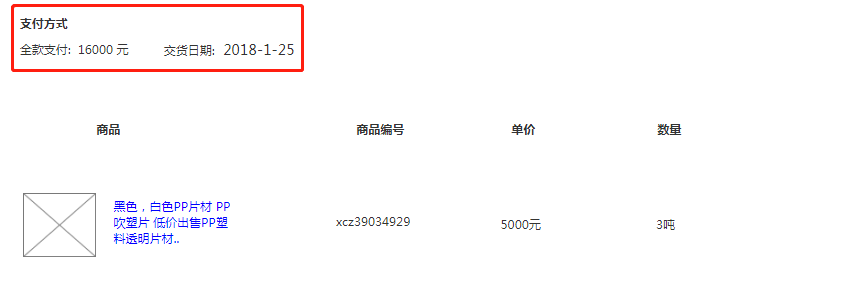 支付方式
全款支付: 16000 元 交货日期: 2018-1-25
商品 商品编号 单价 数量
黑色，白色PP片材 PP
吹塑片 低价出售PP塑
料透明片材..
xcz39034929 5000元 3吨